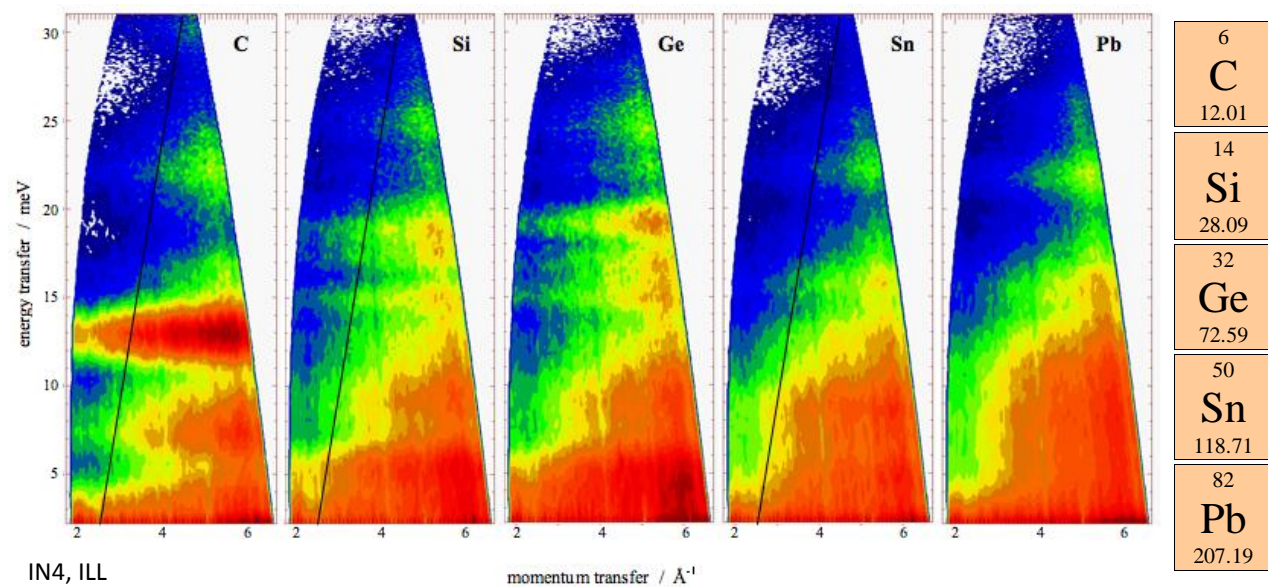 C
Si
Ge
Sn
Pb
30
25
20
15
10
5
energy transfer / meV
2
4
6
2
4
6
2
4
6
2
4
6
2
4
6
momentum transfer / Å⁻¹
IN4, ILL
6
C
12.01
14
Si
28.09
32
Ge
72.59
50
Sn
118.71
82
Pb
207.19